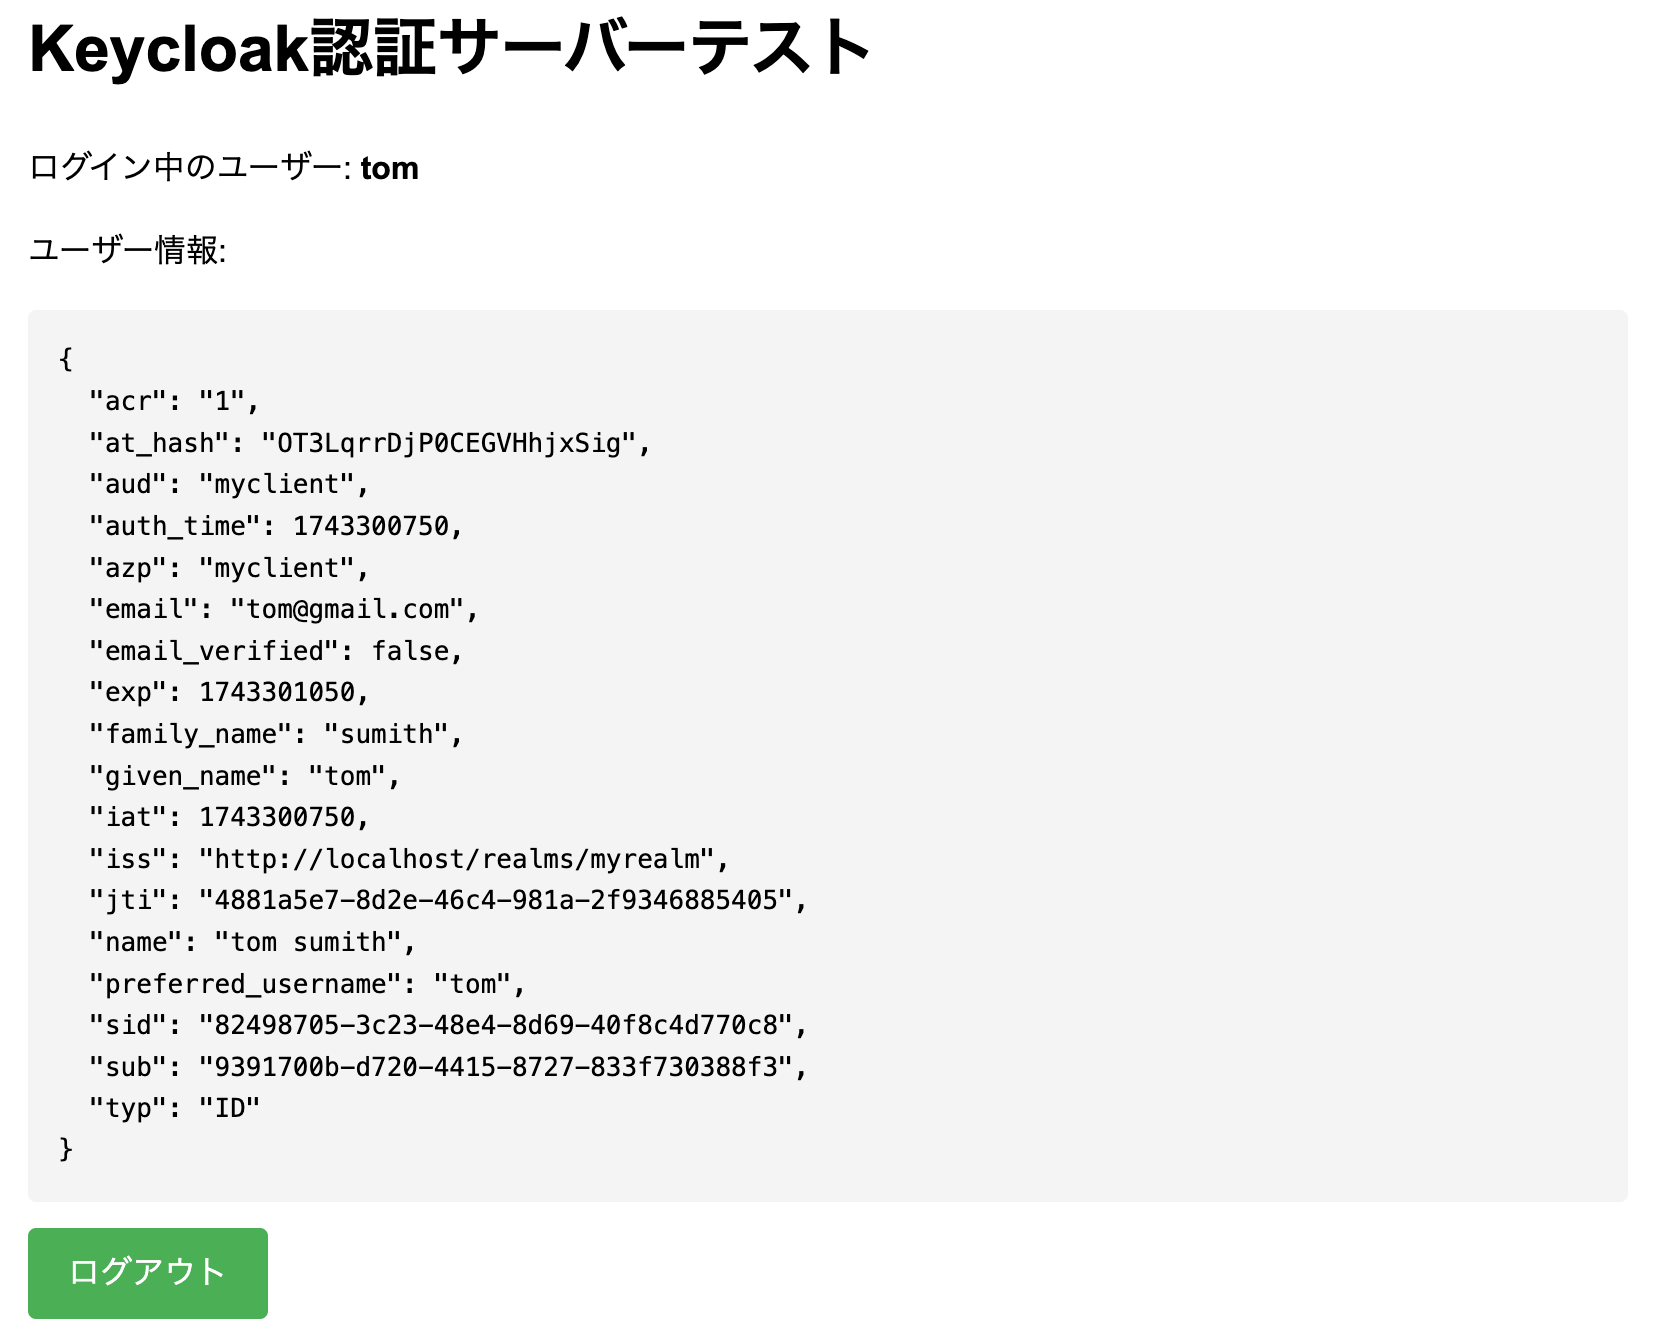 Keycloak認証サーバーテスト
ログイン中のユーザー: tom
ユーザー情報:
{
  "acr": "1",
  "at_hash": "OT3LqrrDjP0CEGVHhjxSig",
  "aud": "myclient",
  "auth_time": 1743300750,
  "azp": "myclient",
  "email": "tom@gmail.com",
  "email_verified": false,
  "exp": 1743301050,
  "family_name": "sumith",
  "given_name": "tom",
  "iat": 1743300750,
  "iss": "http://localhost/realms/myrealm",
  "jti": "4881a5e7-8d2e-46c4-981a-2f9346885405",
  "name": "tom sumith",
  "preferred_username": "tom",
  "sid": "82498705-3c23-48e4-8d69-40f8c4d770c8",
  "sub": "9391700b-d720-4415-8727-833f730388f3",
  "typ": "ID"
}
ログアウト